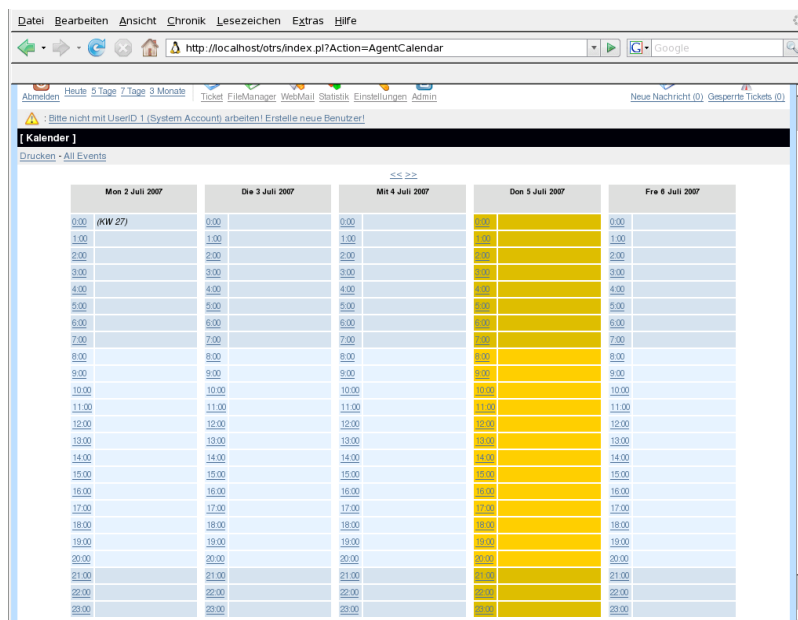 Datei Bearbeiten Ansicht Chronik Lesezeichen Extras Hilfe
http://localhost/otrs/index.pl?Action=AgentCalendar G Google
Abmelden Heute 5 Tage 7 Tage 3 Monate Ticket FileManager WebMail Statistik Einstellungen Admin Neue Nachricht (0) Gesperrte Tickets (0)
: Bitte nicht mit UserID 1 (System Account) arbeiten! Erstelle neue Benutzer!
[ Kalender ]
Drucken - All Events
<< >>
Mon 2 Juli 2007 Die 3 Juli 2007 Mit 4 Juli 2007 Don 5 Juli 2007 Fre 6 Juli 2007
0:00 (KW 27) 0:00 0:00 0:00 0:00
1:00 1:00 1:00 1:00 1:00
2:00 2:00 2:00 2:00 2:00
3:00 3:00 3:00 3:00 3:00
4:00 4:00 4:00 4:00 4:00
5:00 5:00 5:00 5:00 5:00
6:00 6:00 6:00 6:00 6:00
7:00 7:00 7:00 7:00 7:00
8:00 8:00 8:00 8:00 8:00
9:00 9:00 9:00 9:00 9:00
10:00 10:00 10:00 10:00 10:00
11:00 11:00 11:00 11:00 11:00
12:00 12:00 12:00 12:00 12:00
13:00 13:00 13:00 13:00 13:00
14:00 14:00 14:00 14:00 14:00
15:00 15:00 15:00 15:00 15:00
16:00 16:00 16:00 16:00 16:00
17:00 17:00 17:00 17:00 17:00
18:00 18:00 18:00 18:00 18:00
19:00 19:00 19:00 19:00 19:00
20:00 20:00 20:00 20:00 20:00
21:00 21:00 21:00 21:00 21:00
22:00 22:00 22:00 22:00 22:00
23:00 23:00 23:00 23:00 23:00